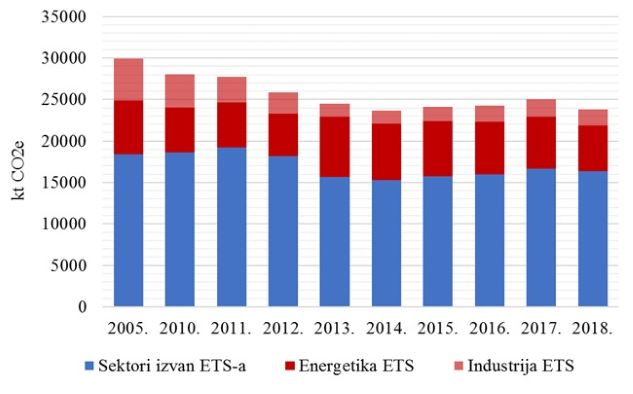 kt CO2e
35000
30000
25000
20000
15000
10000
5000
0
2005. 2010. 2011. 2012. 2013. 2014. 2015. 2016. 2017. 2018.
Sektori izvan ETS-a Energetika ETS Industrija ETS